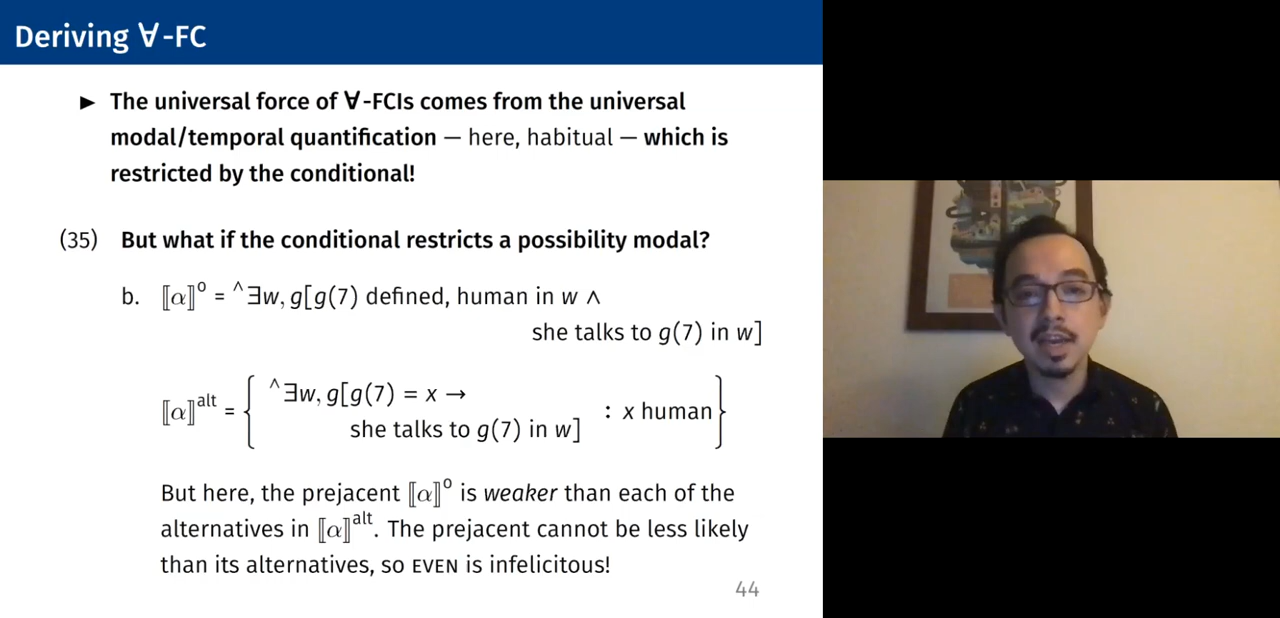 Deriving ∀-FC
▶ The universal force of ∀-FCIs comes from the universal
modal/temporal quantification — here, habitual — which is
restricted by the conditional!
(35) But what if the conditional restricts a possibility modal?
b. ⟦α⟧ᵒ = ^∃w, g[g(7) defined, human in w ∧
she talks to g(7) in w]
⟦α⟧ᵃˡᵗ = { ^∃w, g[g(7) = x →
she talks to g(7) in w] : x human }
But here, the prejacent ⟦α⟧ᵒ is weaker than each of the
alternatives in ⟦α⟧ᵃˡᵗ. The prejacent cannot be less likely
than its alternatives, so EVEN is infelicitous!
44